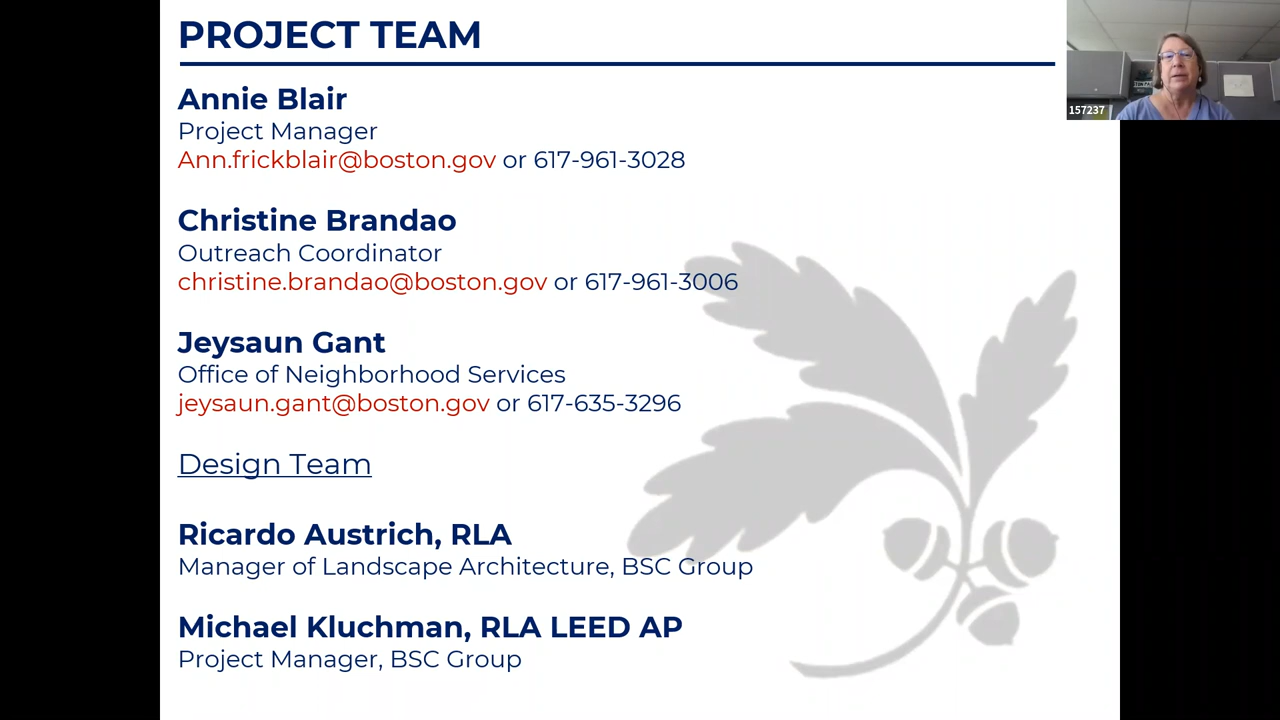 PROJECT TEAM
157237
Annie Blair
Project Manager
Ann.frickblair@boston.gov or 617-961-3028
Christine Brandao
Outreach Coordinator
christine.brandao@boston.gov or 617-961-3006
Jeysaun Gant
Office of Neighborhood Services
jeysaun.gant@boston.gov or 617-635-3296
Design Team
Ricardo Austrich, RLA
Manager of Landscape Architecture, BSC Group
Michael Kluchman, RLA LEED AP
Project Manager, BSC Group